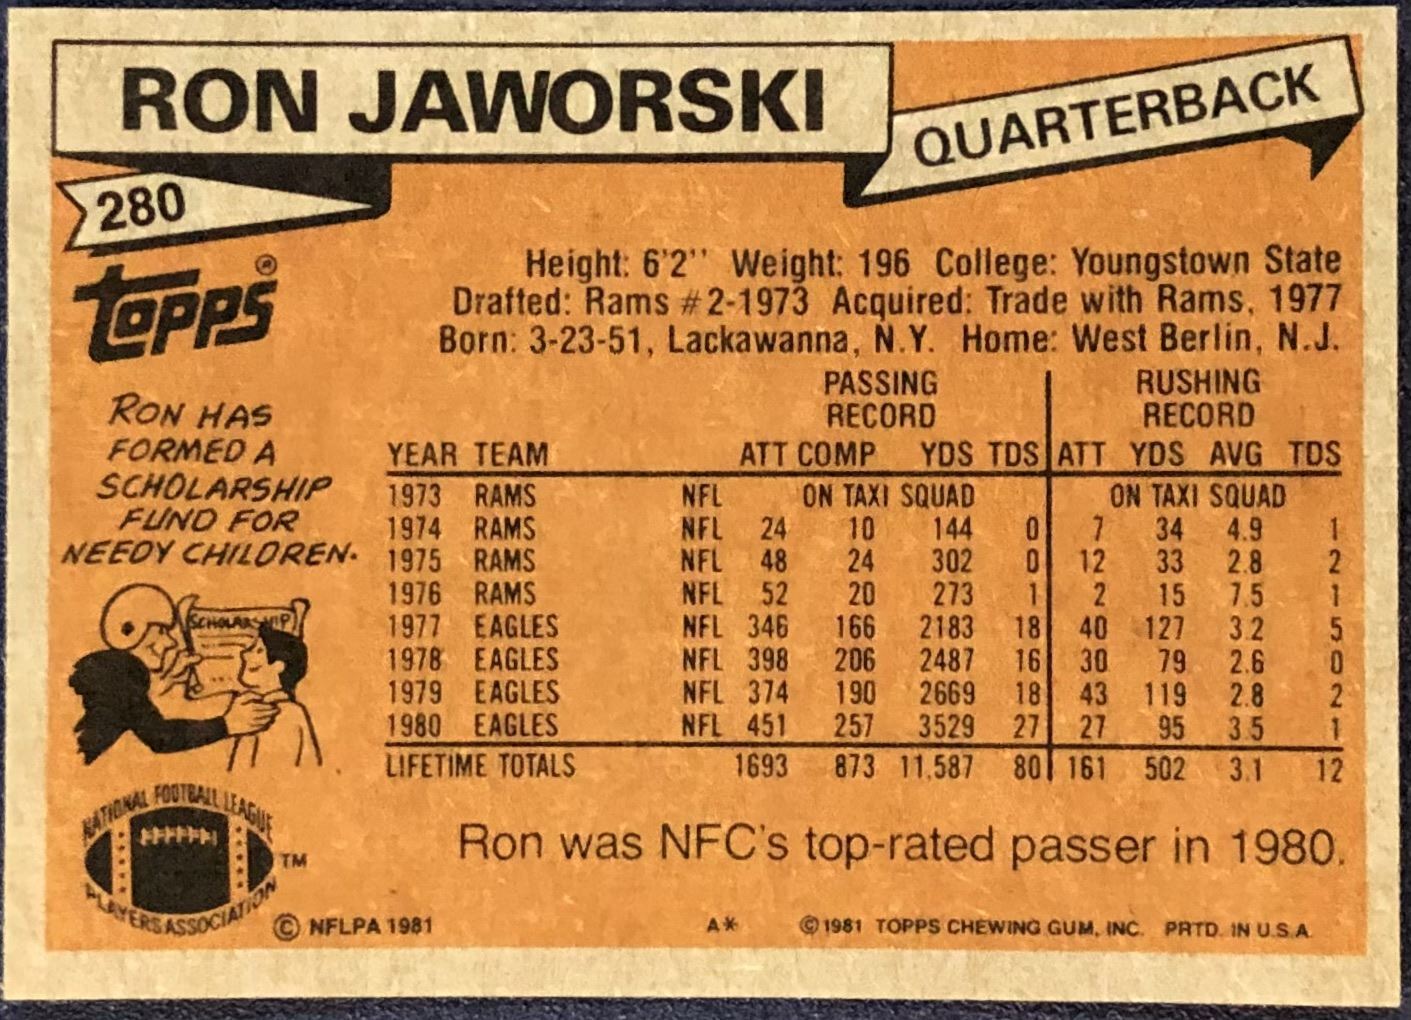 RON JAWORSKI
QUARTERBACK
280
TOPPS®
Height: 6'2'' Weight: 196 College: Youngstown State
Drafted: Rams #2-1973 Acquired: Trade with Rams, 1977
Born: 3-23-51, Lackawanna, N.Y. Home: West Berlin, N.J.
RON HAS
FORMED A
SCHOLARSHIP
FUND FOR
NEEDY CHILDREN.
SCHOLARSHIP
PASSING RUSHING
RECORD RECORD
YEAR TEAM ATT COMP YDS TDS ATT YDS AVG TDS
1973 RAMS NFL ON TAXI SQUAD ON TAXI SQUAD
1974 RAMS NFL 24 10 144 0 7 34 4.9 1
1975 RAMS NFL 48 24 302 0 12 33 2.8 2
1976 RAMS NFL 52 20 273 1 2 15 7.5 1
1977 EAGLES NFL 346 166 2183 18 40 127 3.2 5
1978 EAGLES NFL 398 206 2487 16 30 79 2.6 0
1979 EAGLES NFL 374 190 2669 18 43 119 2.8 2
1980 EAGLES NFL 451 257 3529 27 27 95 3.5 1
LIFETIME TOTALS 1693 873 11,587 80 161 502 3.1 12
Ron was NFC's top-rated passer in 1980.
NATIONAL FOOTBALL LEAGUE
PLAYERS ASSOCIATION
TM
© NFLPA 1981 A* © 1981 TOPPS CHEWING GUM, INC. PRTD. IN U.S.A.